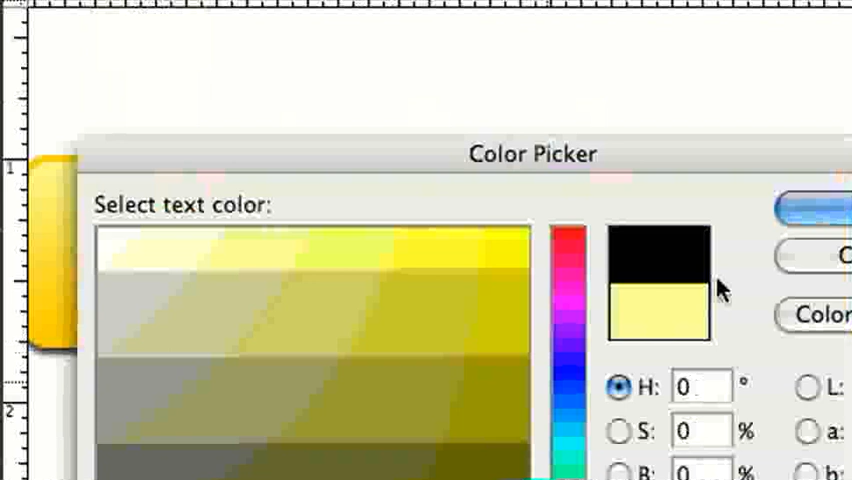 Color Picker
1
Select text color:
Color
H: 0 ° L:
2
S: 0 % a:
B: 0 % b: